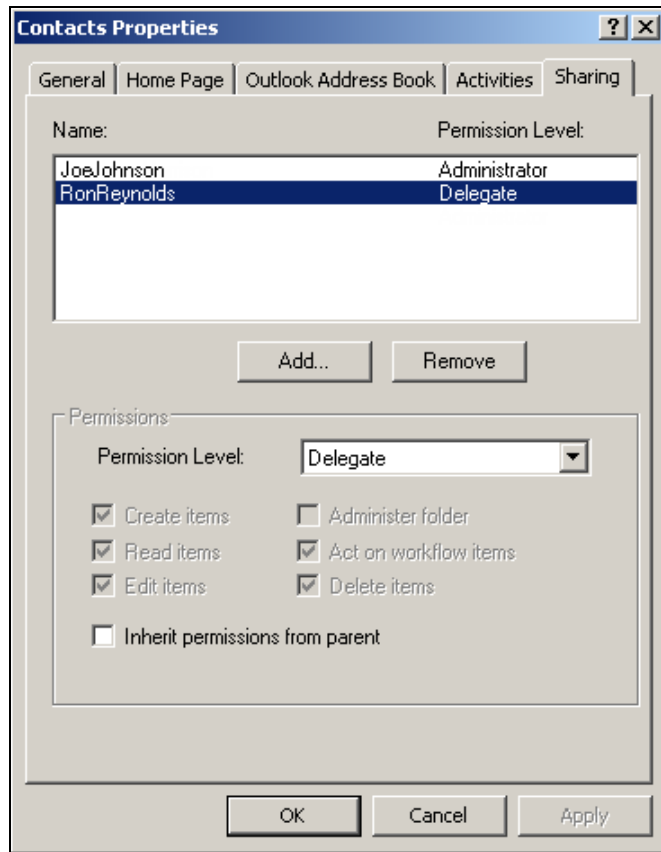 Contacts Properties
General Home Page Outlook Address Book Activities Sharing
Name: Permission Level:
JoeJohnson Administrator
RonReynolds Delegate
Add... Remove
Permissions
Permission Level: Delegate
Create items Administer folder
Read items Act on workflow items
Edit items Delete items
Inherit permissions from parent
OK Cancel Apply